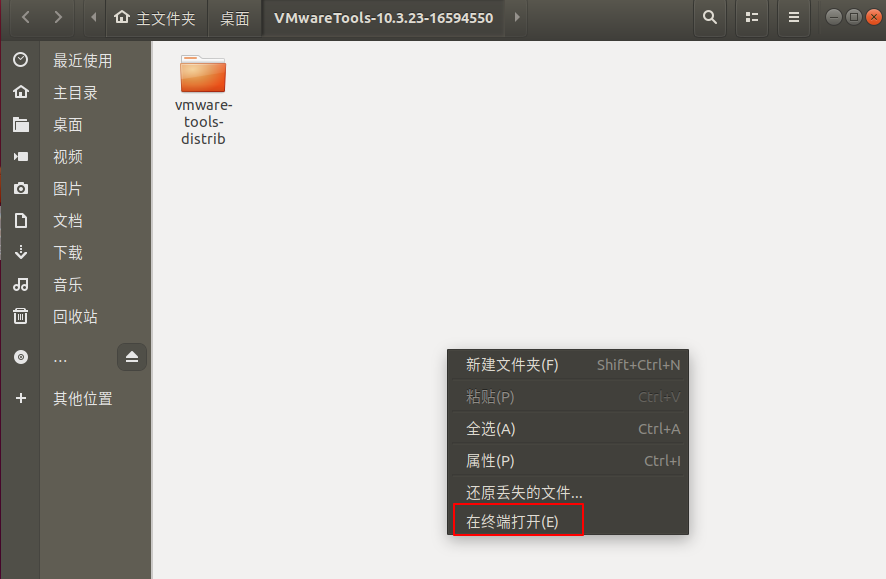 主文件夹
桌面
VMwareTools-10.3.23-16594550
最近使用
主目录
桌面
视频
图片
文档
下载
音乐
回收站
...
其他位置
vmware-
tools-
distrib
新建文件夹(F) Shift+Ctrl+N
粘贴(P) Ctrl+V
全选(A) Ctrl+A
属性(P) Ctrl+I
还原丢失的文件...
在终端打开(E)